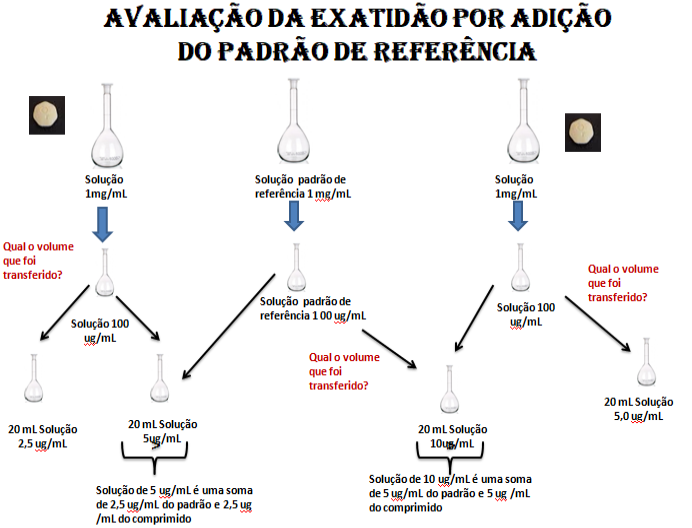 AVALIAÇÃO DA EXATIDÃO POR ADIÇÃO
DO PADRÃO DE REFERÊNCIA
Solução
1mg/mL
Solução padrão de
referência 1 mg/mL
Solução
1mg/mL
Qual o volume
que foi
transferido?
Solução 100
ug/mL
Solução padrão de
referência 1 00 ug/mL
Solução 100
ug/mL
Qual o volume
que foi
transferido?
Qual o volume
que foi
transferido?
20 mL Solução
2,5 ug/mL
20 mL Solução
5ug/mL
20 mL Solução
10ug/mL
20 mL Solução
5,0 ug/mL
Solução de 5 ug/mL é uma soma
de 2,5 ug/mL do padrão e 2,5 ug
/mL do comprimido
Solução de 10 ug/mL é uma soma
de 5 ug/mL do padrão e 5 ug /mL
do comprimido